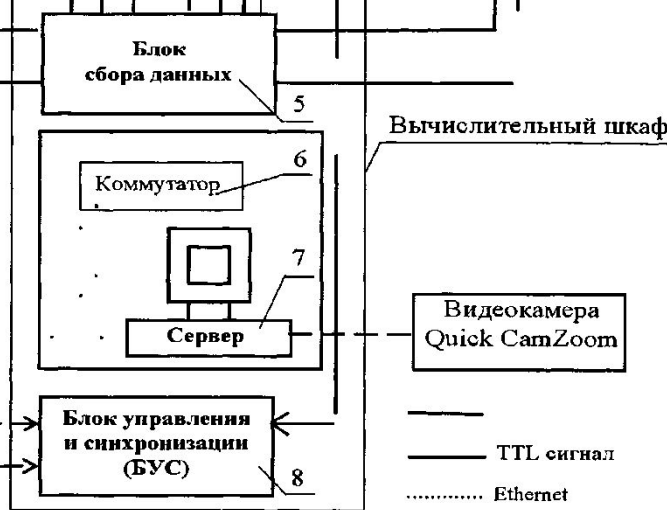 Блок
сбора данных
5
Вычислительный шкаф
Коммутатор
6
7
Сервер
Видеокамера
Quick CamZoom
Блок управления
и синхронизации
(БУС)
8
TTL сигнал
Ethernet